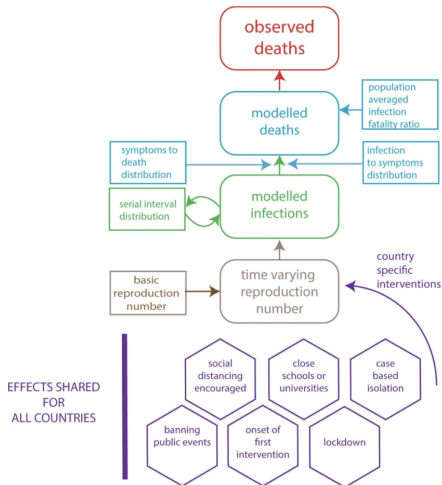 observed
deaths
modelled
deaths
population
averaged
infection
fatality ratio
symptoms to
death
distribution
infection
to symptoms
distribution
serial interval
distribution
modelled
infections
country
specific
interventions
basic
reproduction
number
time varying
reproduction
number
EFFECTS SHARED
FOR
ALL COUNTRIES
social
distancing
encouraged
close
schools or
universities
case
based
isolation
banning
public events
onset of
first
intervention
lockdown